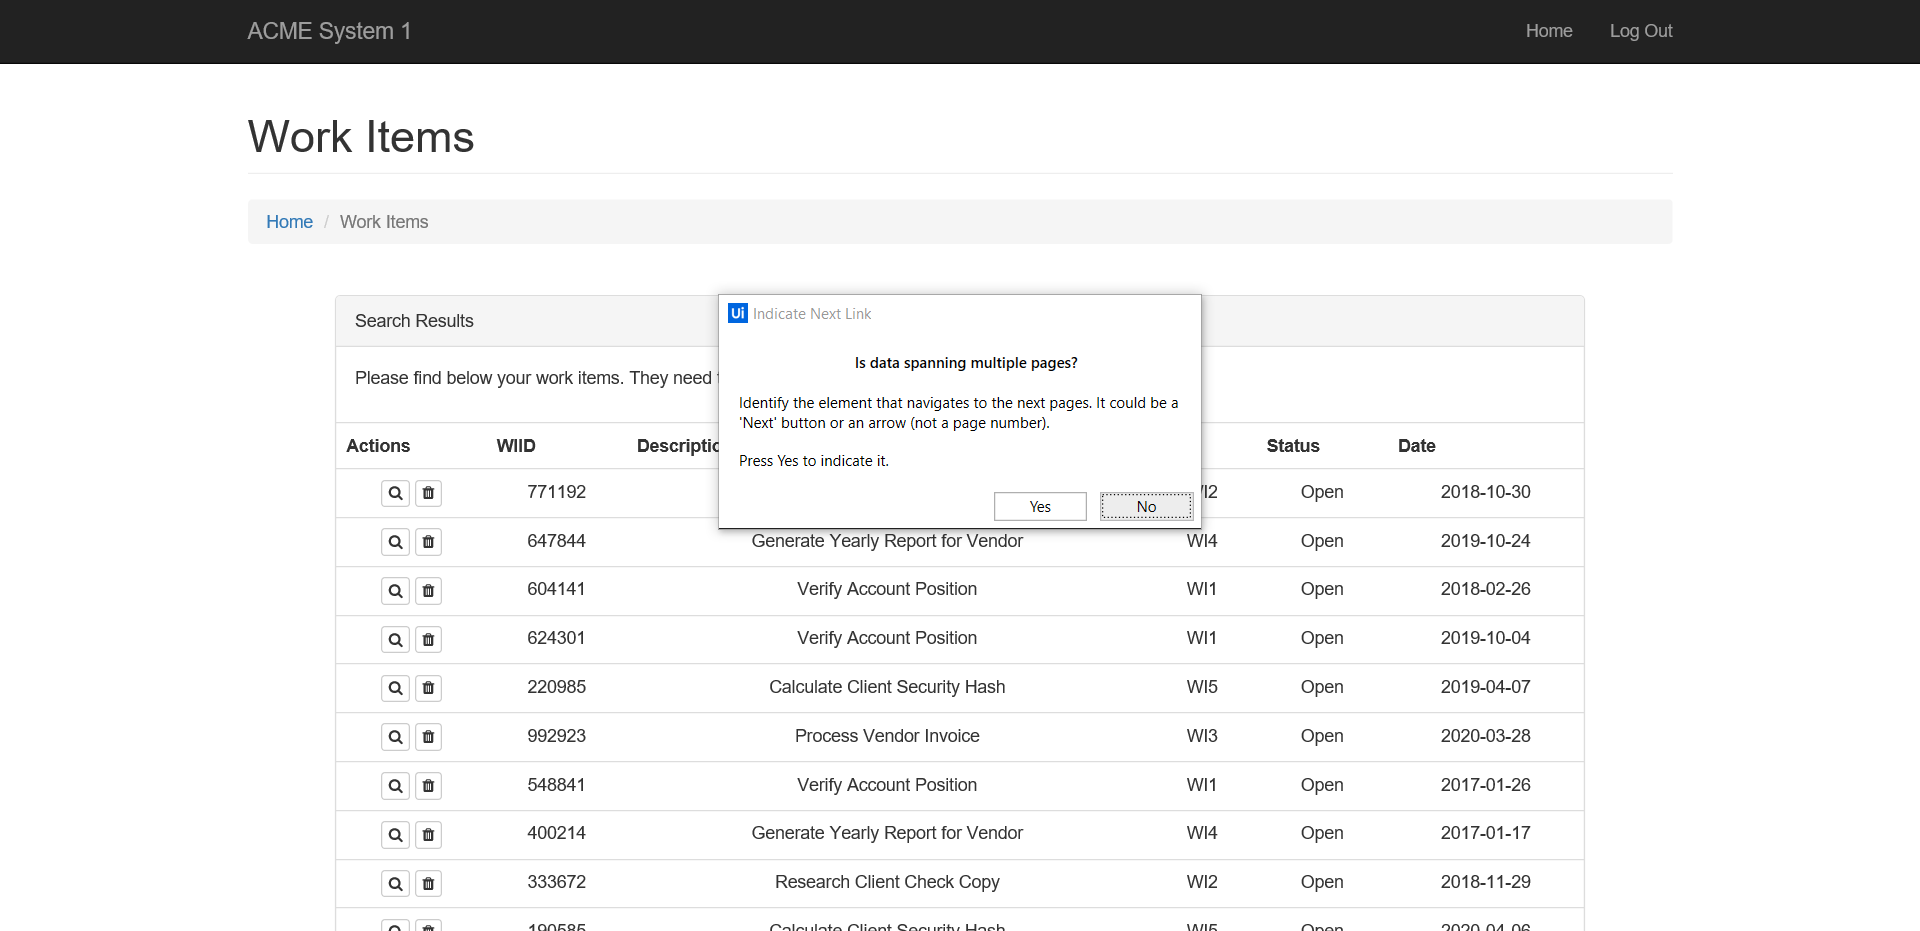 ACME System 1 Home Log Out
Work Items
Home / Work Items
Search Results
Please find below your work items. They need
Ui Indicate Next Link
Is data spanning multiple pages?
Identify the element that navigates to the next pages. It could be a
'Next' button or an arrow (not a page number).
Press Yes to indicate it.
Yes No
Actions WIID Descriptio Status Date
771192 WI2 Open 2018-10-30
647844 Generate Yearly Report for Vendor WI4 Open 2019-10-24
604141 Verify Account Position WI1 Open 2018-02-26
624301 Verify Account Position WI1 Open 2019-10-04
220985 Calculate Client Security Hash WI5 Open 2019-04-07
992923 Process Vendor Invoice WI3 Open 2020-03-28
548841 Verify Account Position WI1 Open 2017-01-26
400214 Generate Yearly Report for Vendor WI4 Open 2017-01-17
333672 Research Client Check Copy WI2 Open 2018-11-29
190585 Calculate Client Security Hash WI5 Open 2020-04-06